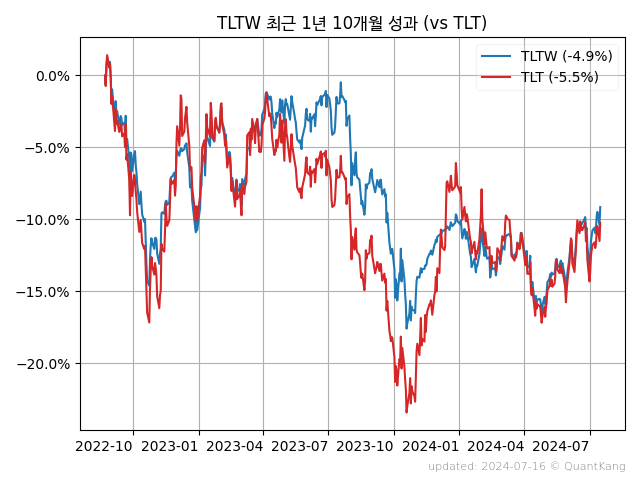 TLTW 최근 1년 10개월 성과 (vs TLT)
TLTW (-4.9%)
TLT (-5.5%)
0.0%
−5.0%
−10.0%
−15.0%
−20.0%
2022-10 2023-01 2023-04 2023-07 2023-10 2024-01 2024-04 2024-07
updated: 2024-07-16 © QuantKang